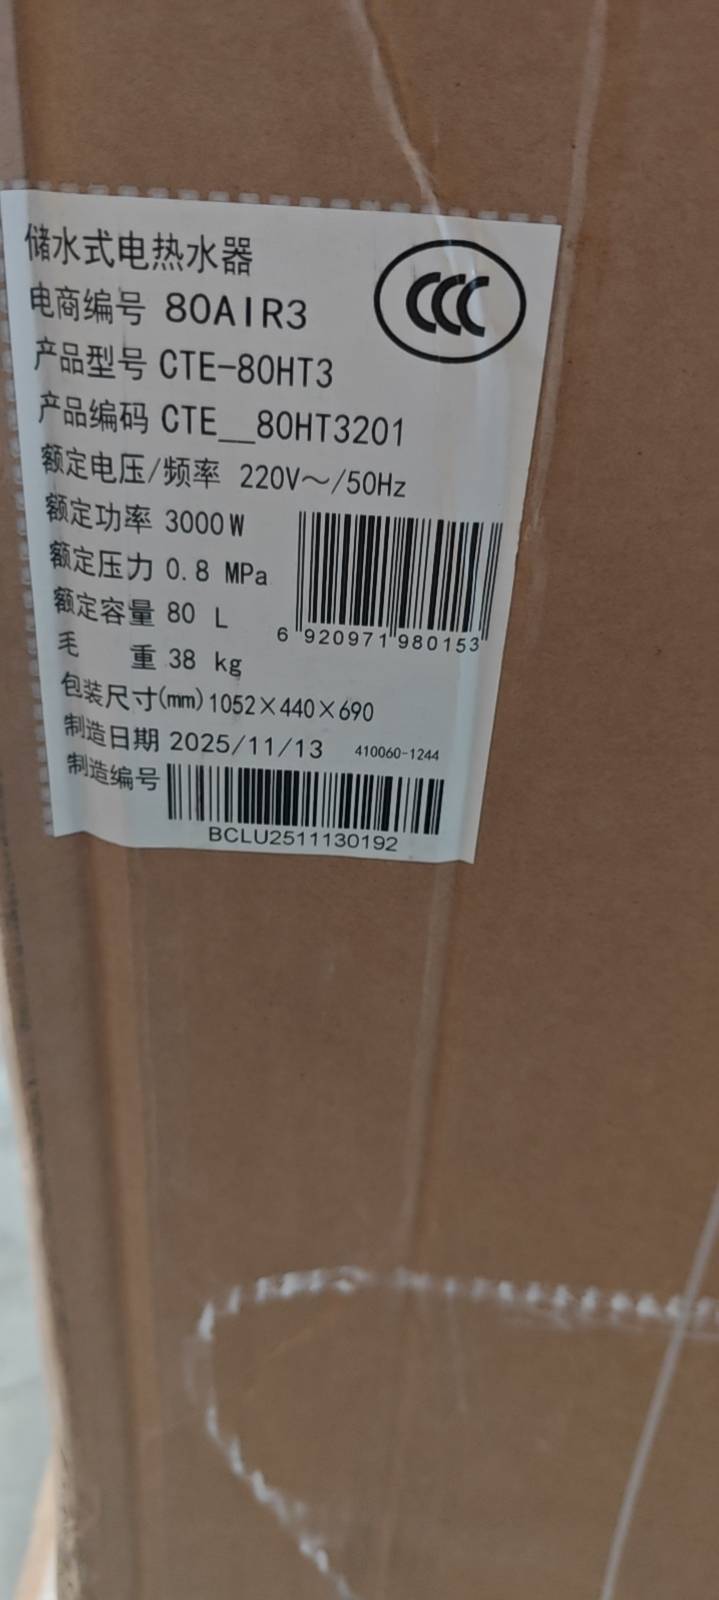 储水式电热水器
CCC
电商编号 80AIR3
产品型号 CTE-80HT3
产品编码 CTE__80HT3201
额定电压/频率 220V～/50Hz
额定功率 3000W
额定压力 0.8 MPa
额定容量 80 L
6 920971 980153
毛 重 38 kg
包装尺寸(mm) 1052×440×690
制造日期 2025/11/13 410060-1244
制造编号
BCLU2511130192